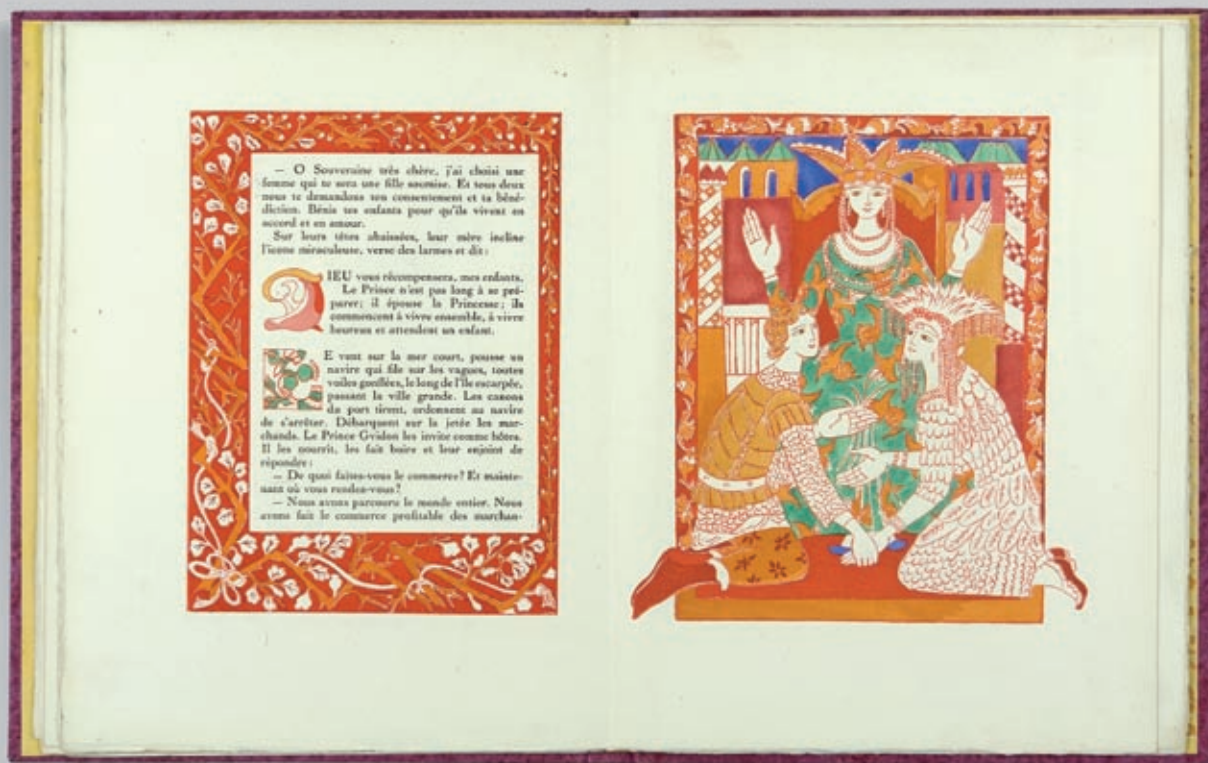 — O Souveraine très chère, j'ai choisi une
femme qui te sera une fille soumise. Et tous deux
nous te demandons ton consentement et ta béné-
diction. Bénis tes enfants pour qu'ils vivent en
accord et en amour.
Sur leurs têtes abaissées, leur mère incline
l'icone miraculeuse, verse des larmes et dit :
DIEU vous récompensera, mes enfants.
Le Prince n'est pas long à se pré-
parer; il épouse la Princesse; ils
commencent à vivre ensemble, à vivre
heureux et attendent un enfant.
LE vent sur la mer court, pousse un
navire qui file sur les vagues, toutes
voiles gonflées, le long de l'île escarpée,
passant la ville grande. Les canons
du port tirent, ordonnent au navire
de s'arrêter. Débarquent sur la jetée les mar-
chands. Le Prince Gvidon les invite comme hôtes.
Il les nourrit, les fait boire et leur enjoint de
répondre :
— De quoi faites-vous le commerce? Et mainte-
nant où vous rendez-vous?
— Nous avons parcouru le monde entier. Nous
avons fait le commerce profitable des marchan-